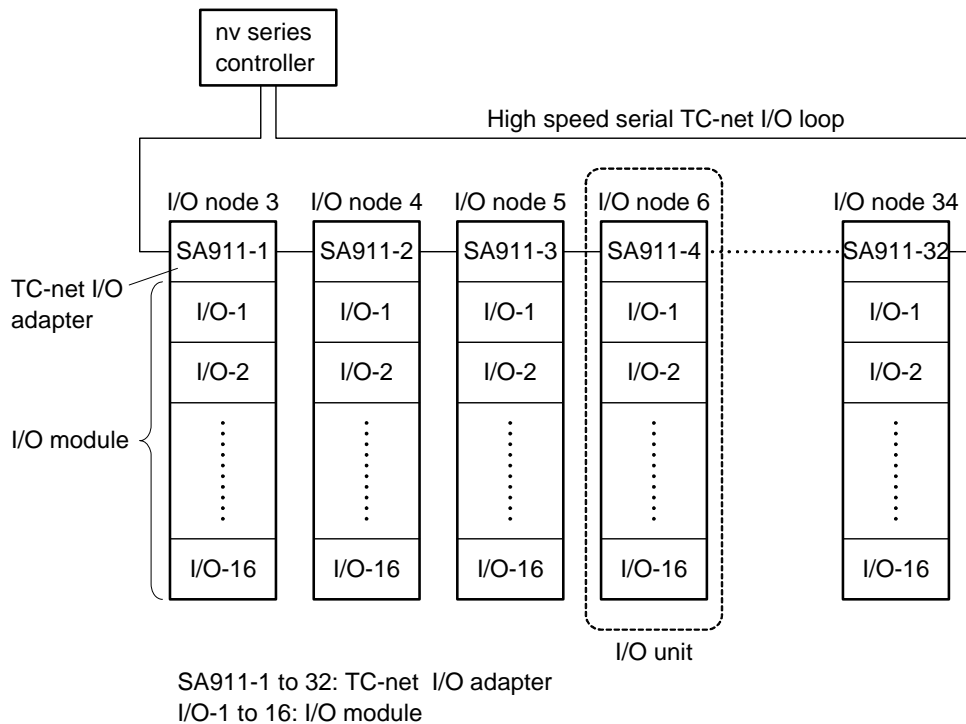 nv series
controller
High speed serial TC-net I/O loop
I/O node 3
I/O node 4
I/O node 5
I/O node 6
I/O node 34
SA911-1
SA911-2
SA911-3
SA911-4
SA911-32
TC-net I/O
adapter
I/O-1
I/O-1
I/O-1
I/O-1
I/O-1
I/O-2
I/O-2
I/O-2
I/O-2
I/O-2
I/O module
I/O-16
I/O-16
I/O-16
I/O-16
I/O-16
I/O unit
SA911-1 to 32: TC-net I/O adapter
I/O-1 to 16: I/O module